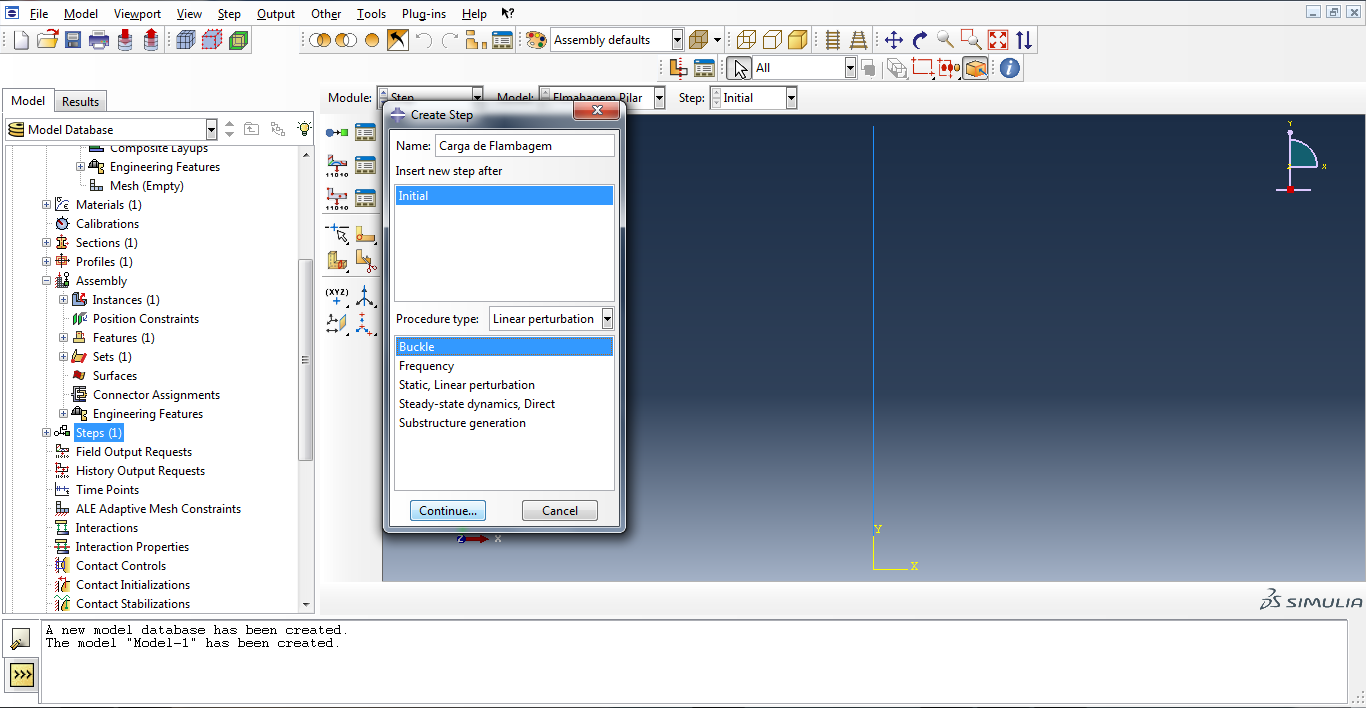 File Model Viewport View Step Output Other Tools Plug-ins Help
Assembly defaults
All
Model Results
Module: Step Model: Flmabagem Pilar Step: Initial
Model Database
Composite Layups
Engineering Features
Mesh (Empty)
Materials (1)
Calibrations
Sections (1)
Profiles (1)
Assembly
Instances (1)
Position Constraints
Features (1)
Sets (1)
Surfaces
Connector Assignments
Engineering Features
Steps (1)
Field Output Requests
History Output Requests
Time Points
ALE Adaptive Mesh Constraints
Interactions
Interaction Properties
Contact Controls
Contact Initializations
Contact Stabilizations
11010
11010
(XYZ)
Create Step
Name: Carga de Flambagem
Insert new step after
Initial
Procedure type: Linear perturbation
Buckle
Frequency
Static, Linear perturbation
Steady-state dynamics, Direct
Substructure generation
Continue... Cancel
Y
X
Z
Z X
Y
X
SIMULIA
A new model database has been created.
The model "Model-1" has been created.
>>>